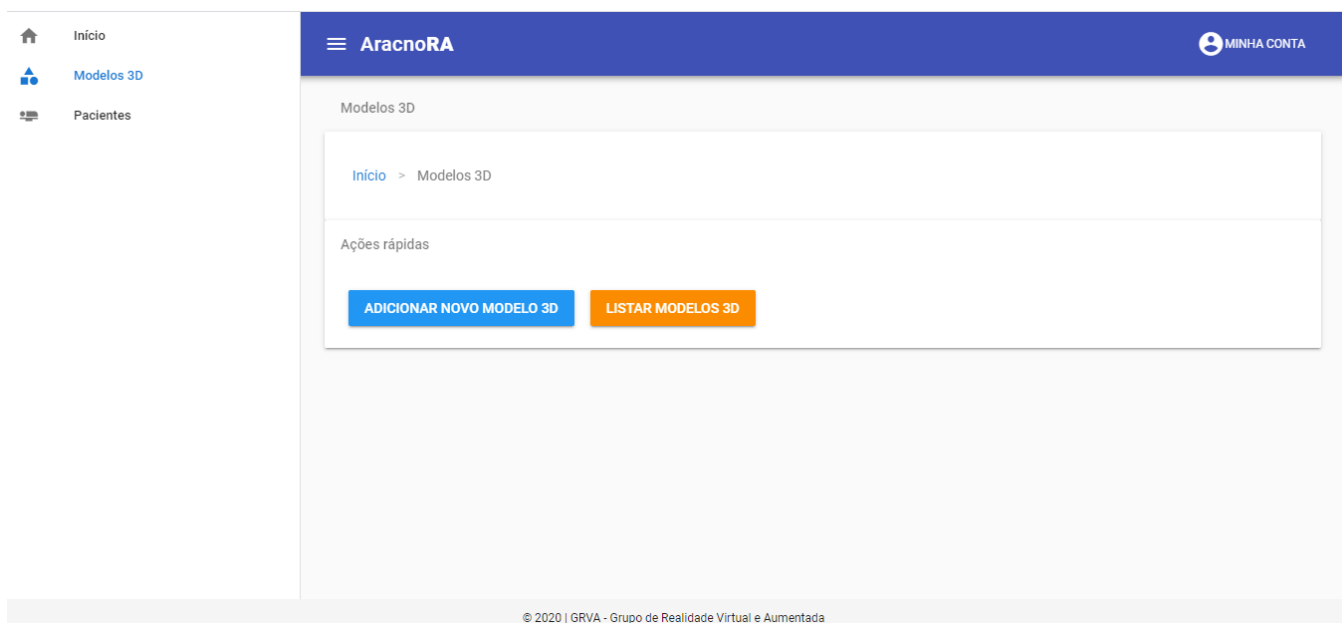 Início
Modelos 3D
Pacientes
AracnoRA
MINHA CONTA
Modelos 3D
Início > Modelos 3D
Ações rápidas
ADICIONAR NOVO MODELO 3D
LISTAR MODELOS 3D
© 2020 | GRVA - Grupo de Realidade Virtual e Aumentada